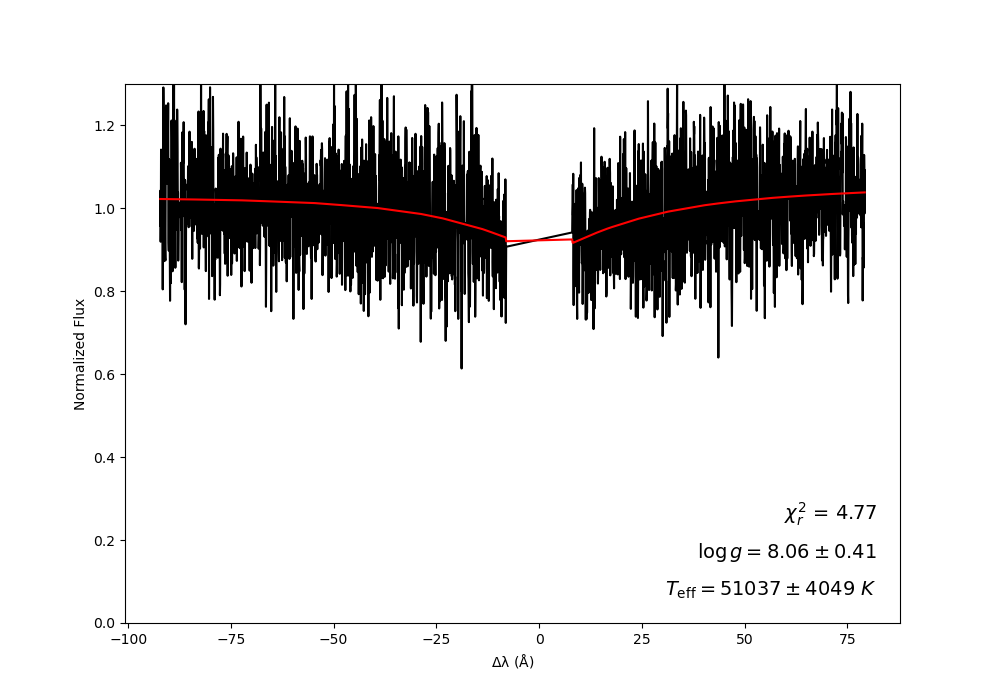 1.2
1.0
0.8
0.6
0.4
0.2
0.0
Normalized Flux
χ²ᵣ = 4.77
log g = 8.06 ± 0.41
T_eff = 51037 ± 4049 K
−100 −75 −50 −25 0 25 50 75
Δλ (Å)